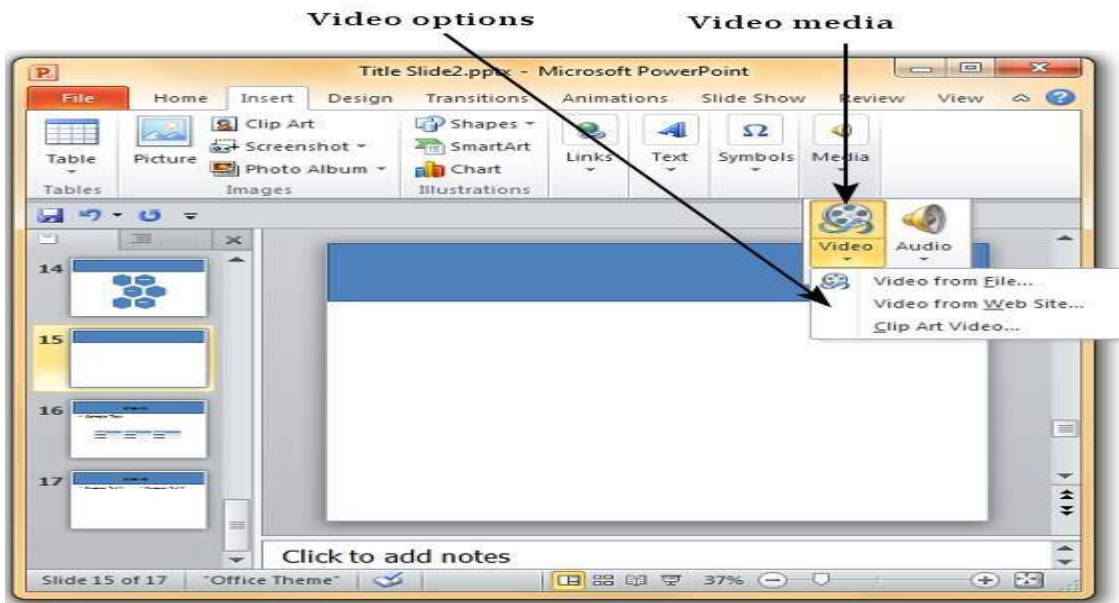 Video options Video media
Title Slide2.pptx - Microsoft PowerPoint
File Home Insert Design Transitions Animations Slide Show Review View
Table
Tables
Picture
Clip Art
Screenshot
Photo Album
Images
Shapes
SmartArt
Chart
Illustrations
Links
Text
Symbols
Media
Video Audio
Video from File...
Video from Web Site...
Clip Art Video...
14
15
16
17
Click to add notes
Slide 15 of 17 "Office Theme" 37%